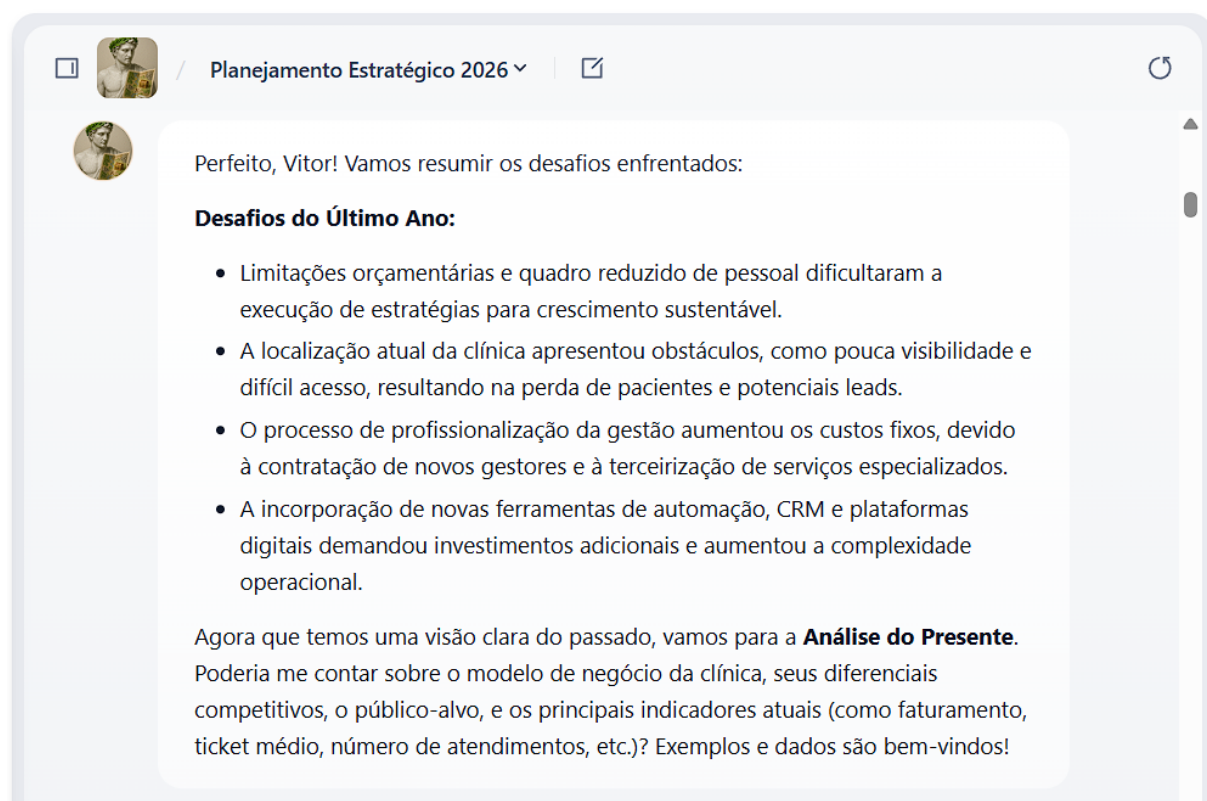 Planejamento Estratégico 2026
Perfeito, Vitor! Vamos resumir os desafios enfrentados:
Desafios do Último Ano:
Limitações orçamentárias e quadro reduzido de pessoal dificultaram a
execução de estratégias para crescimento sustentável.
A localização atual da clínica apresentou obstáculos, como pouca visibilidade e
difícil acesso, resultando na perda de pacientes e potenciais leads.
O processo de profissionalização da gestão aumentou os custos fixos, devido
à contratação de novos gestores e à terceirização de serviços especializados.
A incorporação de novas ferramentas de automação, CRM e plataformas
digitais demandou investimentos adicionais e aumentou a complexidade
operacional.
Agora que temos uma visão clara do passado, vamos para a Análise do Presente.
Poderia me contar sobre o modelo de negócio da clínica, seus diferenciais
competitivos, o público-alvo, e os principais indicadores atuais (como faturamento,
ticket médio, número de atendimentos, etc.)? Exemplos e dados são bem-vindos!